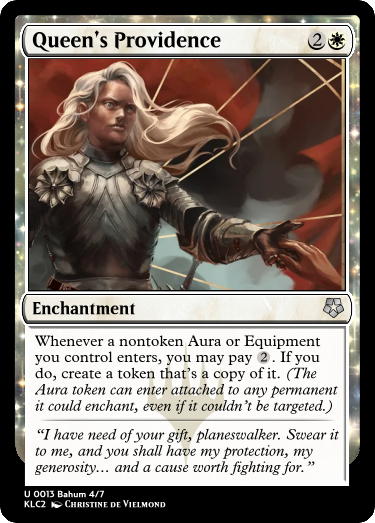 Queen's Providence 2
Enchantment
Whenever a nontoken Aura or Equipment
you control enters, you may pay 2. If you
do, create a token that's a copy of it. (The
Aura token can enter attached to any permanent
it could enchant, even if it couldn't be targeted.)
“I have need of your gift, planeswalker. Swear it
to me, and you shall have my protection, my
generosity… and a cause worth fighting for.”
U 0013 Bahum 4/7
KLC2 Christine de Vielmond